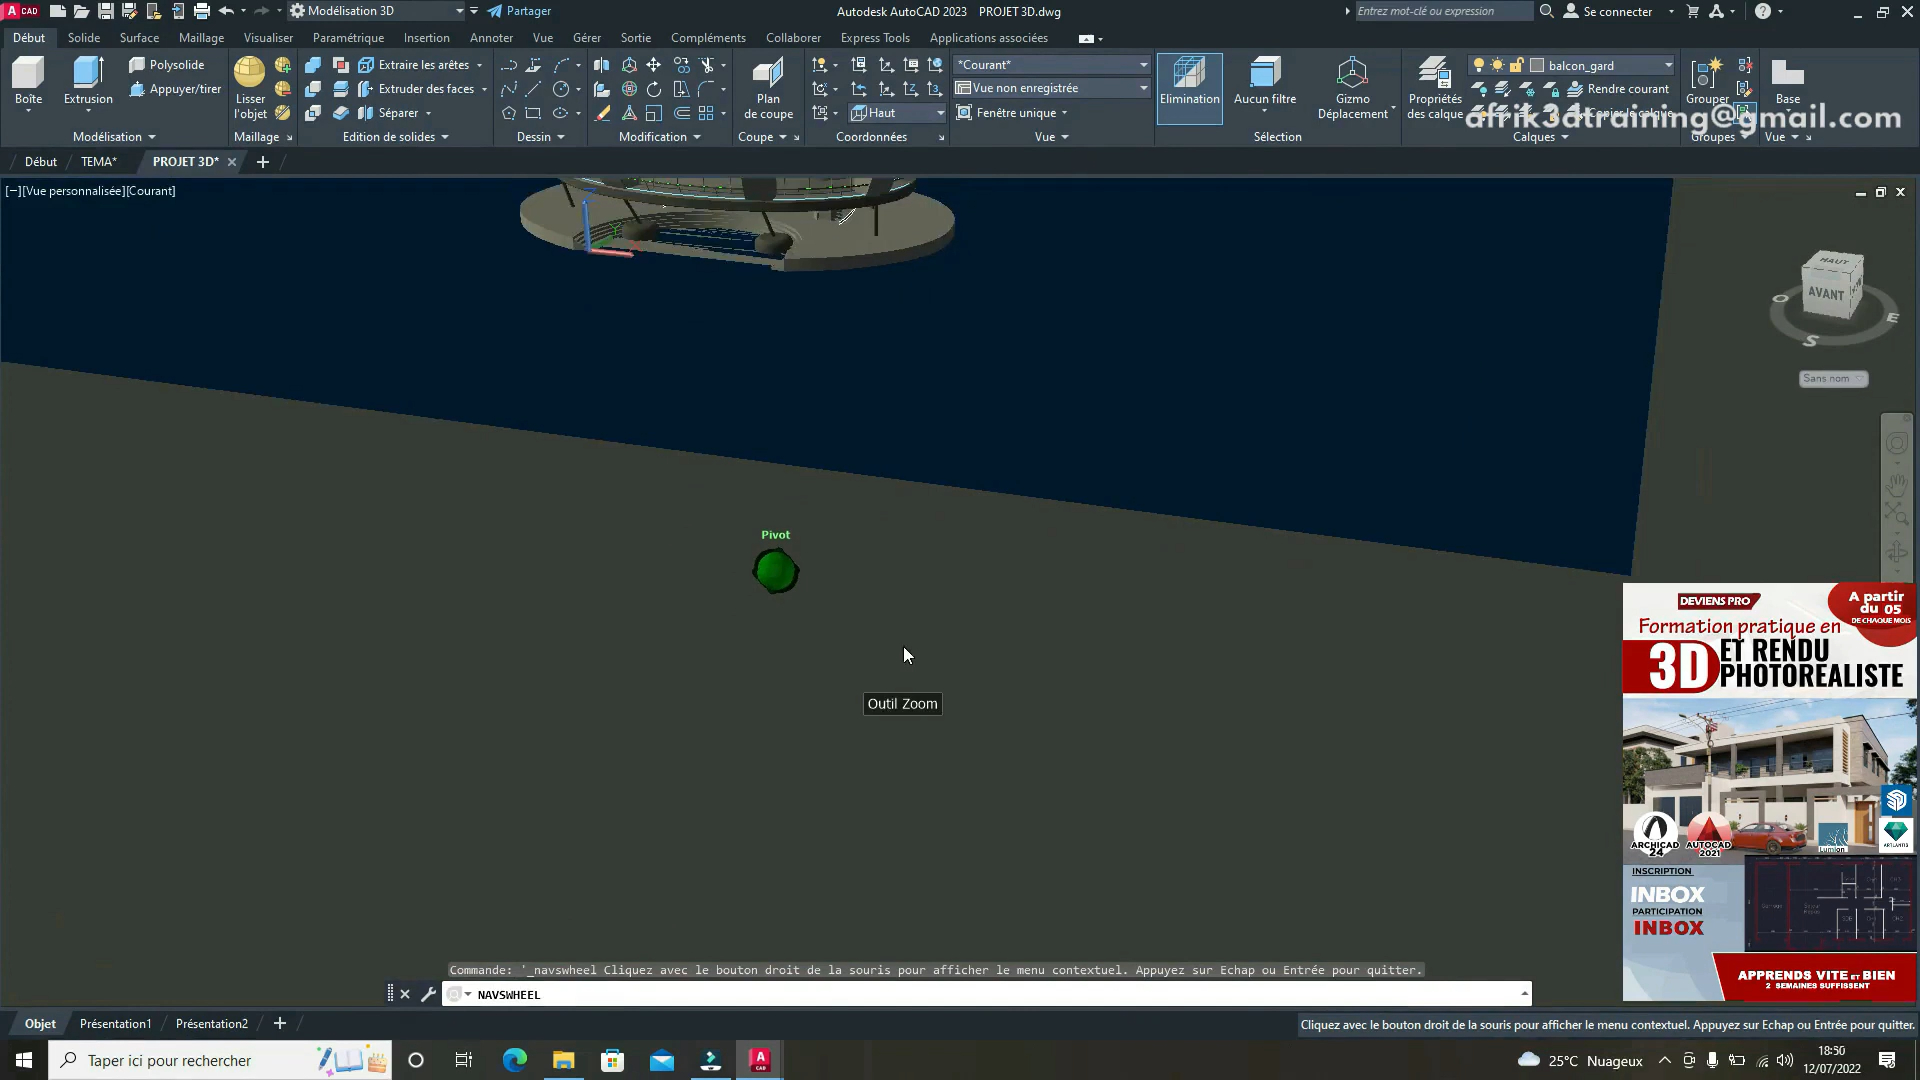 CAD
Modélisation 3D
Partager
Autodesk AutoCAD 2023 PROJET 3D.dwg
Entrez mot-clé ou expression
Se connecter
Début Solide Surface Maillage Visualiser Paramétrique Insertion Annoter Vue Gérer Sortie Compléments Collaborer Express Tools Applications associées
Boîte
Extrusion
Polysolide
Appuyer/tirer
Lisser l'objet
Extraire les arêtes
Extruder des faces
Séparer
Plan de coupe
Haut
*Courant*
Vue non enregistrée
Fenêtre unique
Elimination
Aucun filtre
Gizmo Déplacement
Propriétés des calque
balcon_gard
Rendre courant
Copier le calque
Grouper
Base
afrik3dtraining@gmail.com
Modélisation Maillage Edition de solides Dessin Modification Coupe Coordonnées Vue Sélection Calques Groupes Vue
Début TEMA* PROJET 3D*
[−][Vue personnalisée][Courant]
HAUT
AVANT
O
E
S
Sans nom
Pivot
Outil Zoom
DEVIENS PRO
A partir du 05
DE CHAQUE MOIS
Formation pratique en
3D ET RENDU PHOTOREALISTE
ARCHICAD 24
AUTOCAD 2021
Lumion
ARTLANTIS
INSCRIPTION
INBOX
PARTICIPATION
INBOX
APPRENDS VITE ET BIEN
2 SEMAINES SUFFISSENT
Commande: '_navswheel Cliquez avec le bouton droit de la souris pour afficher le menu contextuel. Appuyez sur Echap ou Entrée pour quitter.
NAVSWHEEL
Objet Présentation1 Présentation2
Cliquez avec le bouton droit de la souris pour afficher le menu contextuel. Appuyez sur Echap ou Entrée pour quitter.
Taper ici pour rechercher
25°C Nuageux
18:50
12/07/2022